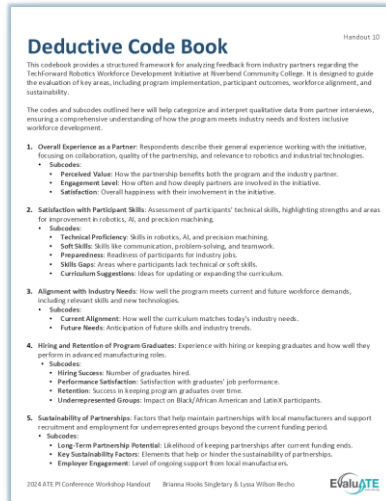 Handout 10
Deductive Code Book
This codebook provides a structured framework for analyzing feedback from industry partners regarding the
TechForward Robotics Workforce Development Initiative at Riverbend Community College. It is designed to guide
the evaluation of key areas, including program implementation, participant outcomes, workforce alignment, and
sustainability.
The codes and subcodes outlined here will help categorize and interpret qualitative data from partner interviews,
ensuring a comprehensive understanding of how the program meets industry needs and fosters inclusive
workforce development.
1. Overall Experience as a Partner: Respondents describe their general experience working with the initiative,
focusing on collaboration, quality of the partnership, and relevance to robotics and industrial technologies.
• Subcodes:
• Perceived Value: How the partnership benefits both the program and the industry partner.
• Engagement Level: How often and how deeply partners are involved in the initiative.
• Satisfaction: Overall happiness with their involvement in the initiative.
2. Satisfaction with Participant Skills: Assessment of participants' technical skills, highlighting strengths and areas
for improvement in robotics, AI, and precision machining.
• Subcodes:
• Technical Proficiency: Skills in robotics, AI, and precision machining.
• Soft Skills: Skills like communication, problem-solving, and teamwork.
• Preparedness: Readiness of participants for industry jobs.
• Skills Gaps: Areas where participants lack technical or soft skills.
• Curriculum Suggestions: Ideas for updating or expanding the curriculum.
3. Alignment with Industry Needs: How well the program meets current and future workforce demands,
including relevant skills and new technologies.
• Subcodes:
• Current Alignment: How well the curriculum matches today's industry needs.
• Future Needs: Anticipation of future skills and industry trends.
4. Hiring and Retention of Program Graduates: Experience with hiring or keeping graduates and how well they
perform in advanced manufacturing roles.
• Subcodes:
• Hiring Success: Number of graduates hired.
• Performance Satisfaction: Satisfaction with graduates' job performance.
• Retention: Success in keeping program graduates over time.
• Underrepresented Groups: Impact on Black/African American and LatinX participants.
5. Sustainability of Partnerships: Factors that help maintain partnerships with local manufacturers and support
recruitment and employment for underrepresented groups beyond the current funding period.
• Subcodes:
• Long-Term Partnership Potential: Likelihood of keeping partnerships after current funding ends.
• Key Sustainability Factors: Elements that help or hinder the sustainability of partnerships.
• Employer Engagement: Level of ongoing support from local manufacturers.
2024 ATE PI Conference Workshop Handout Brianna Hooks Singletary & Lyssa Wilson Becho
EvaluATE